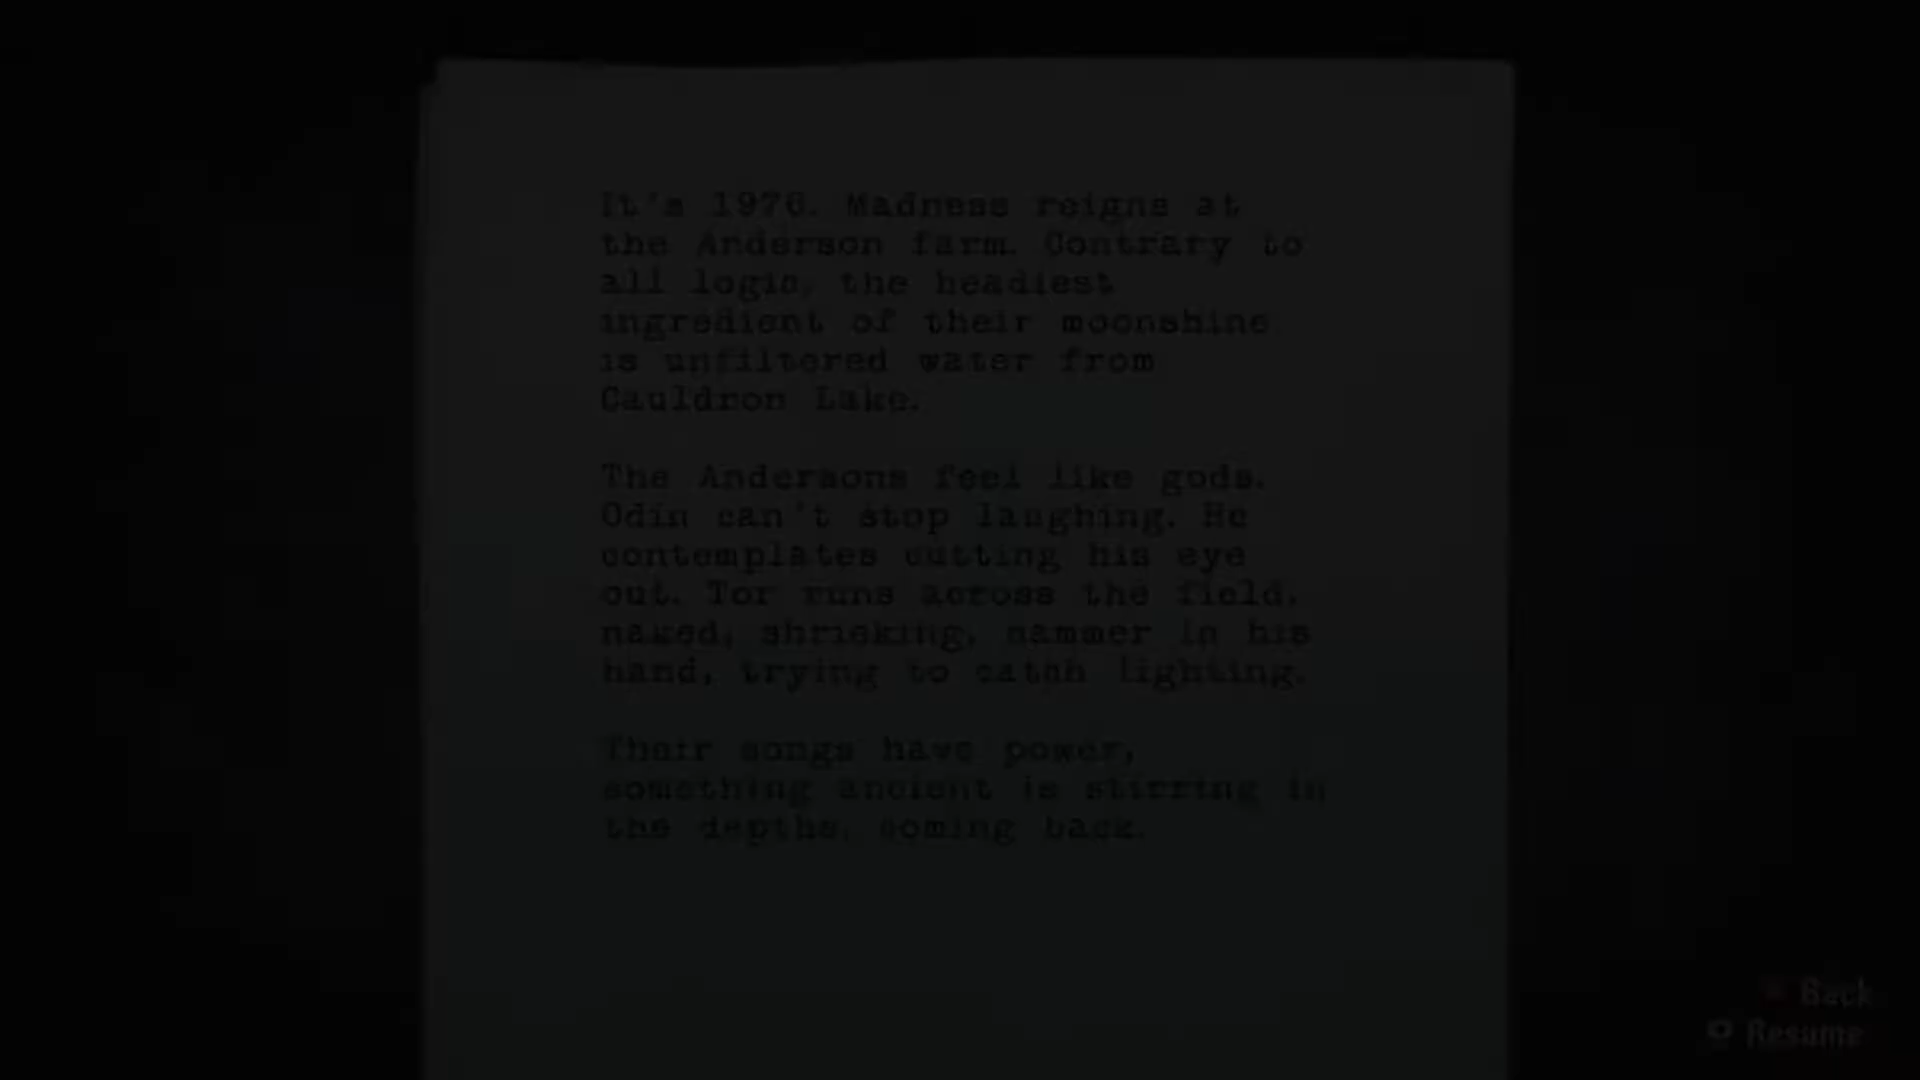 It's 1976. Madness reigns at
the Anderson farm. Contrary to
all logic, the headiest
ingredient of their moonshine
is unfiltered water from
Cauldron Lake.
The Andersons feel like gods.
Odin can't stop laughing. He
contemplates cutting his eye
out. Tor runs across the field,
naked, shrieking, hammer in his
hand, trying to catch lighting.
Their songs have power,
something ancient is stirring in
the depths, coming back.
Back
Resume